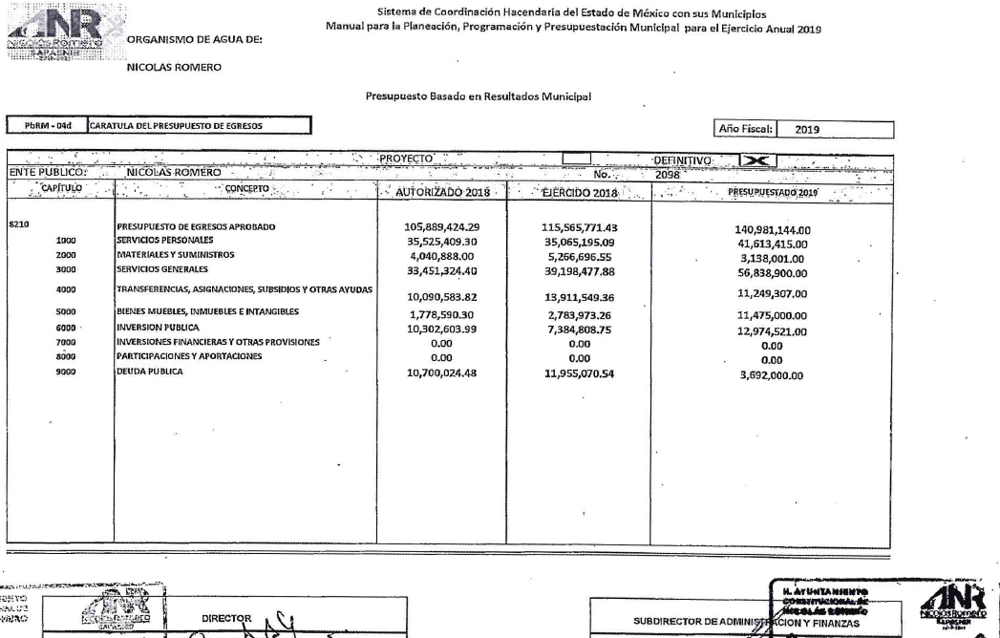 Sistema de Coordinación Hacendaria del Estado de México con sus Municipios
Manual para la Planeación, Programación y Presupuestación Municipal para el Ejercicio Anual 2019
ANR
NICOLAS ROMERO
SAPASNIR
ORGANISMO DE AGUA DE:
NICOLAS ROMERO
Presupuesto Basado en Resultados Municipal
PbRM - 04d CARATULA DEL PRESUPUESTO DE EGRESOS Año Fiscal: 2019
PROYECTO DEFINITIVO X
ENTE PUBLICO: NICOLAS ROMERO No. 2098
CAPÍTULO CONCEPTO AUTORIZADO 2018 EJERCIDO 2018 PRESUPUESTADO 2019
8210 PRESUPUESTO DE EGRESOS APROBADO 105,889,424.29 115,565,771.43 140,981,144.00
1000 SERVICIOS PERSONALES 35,525,409.30 35,065,195.09 41,613,415.00
2000 MATERIALES Y SUMINISTROS 4,040,888.00 5,266,696.55 3,138,001.00
3000 SERVICIOS GENERALES 33,451,324.40 39,198,477.88 56,838,900.00
4000 TRANSFERENCIAS, ASIGNACIONES, SUBSIDIOS Y OTRAS AYUDAS 10,090,583.82 13,911,549.36 11,249,307.00
5000 BIENES MUEBLES, INMUEBLES E INTANGIBLES 1,778,590.30 2,783,973.26 11,475,000.00
6000 INVERSION PUBLICA 10,302,603.99 7,384,808.75 12,974,521.00
7000 INVERSIONES FINANCIERAS Y OTRAS PROVISIONES 0.00 0.00 0.00
8000 PARTICIPACIONES Y APORTACIONES 0.00 0.00 0.00
9000 DEUDA PUBLICA 10,700,024.48 11,955,070.54 3,692,000.00
DIRECTOR
H. AYUNTAMIENTO
CONSTITUCIONAL DE
NICOLÁS ROMERO
ANR
NICOLAS ROMERO
SUBDIRECTOR DE ADMINISTRACION Y FINANZAS